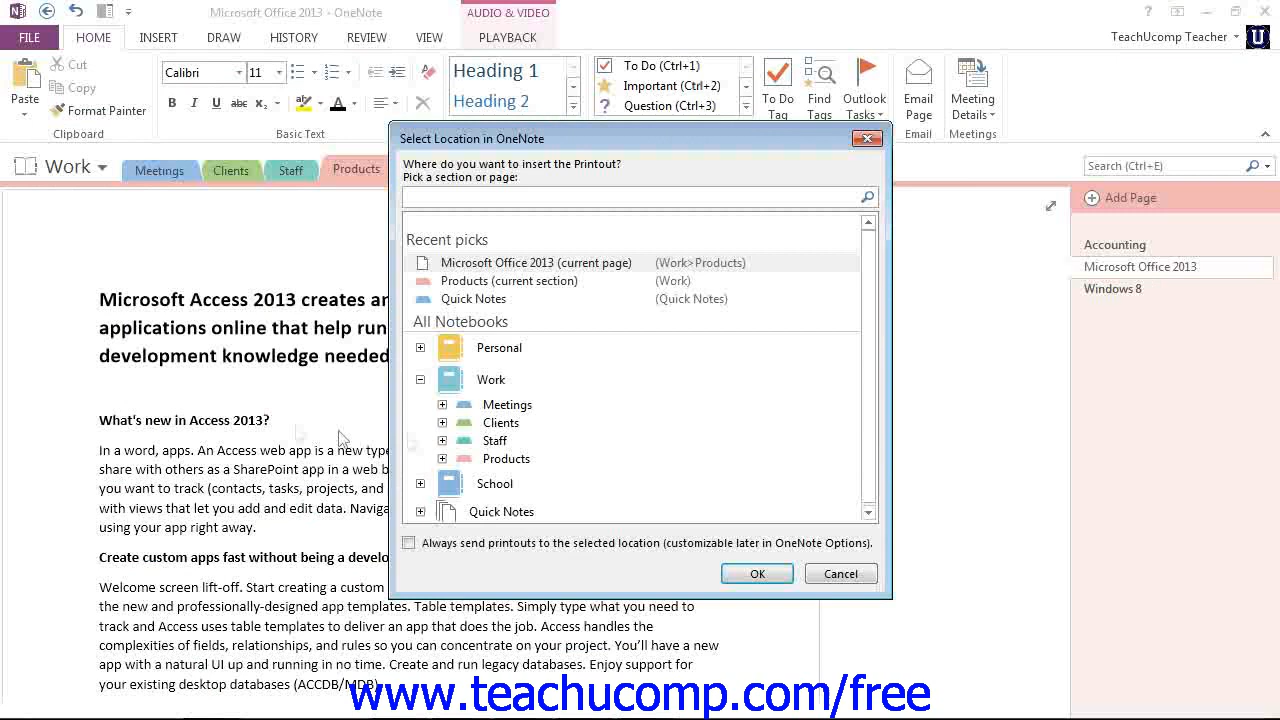 Microsoft Office 2013 - OneNote
AUDIO & VIDEO
?
FILE
HOME
INSERT
DRAW
HISTORY
REVIEW
VIEW
PLAYBACK
TeachUcomp Teacher
U
Paste
Cut
Copy
Format Painter
Clipboard
Calibri
11
B I U abc x₂
A
Basic Text
Heading 1
Heading 2
To Do (Ctrl+1)
Important (Ctrl+2)
? Question (Ctrl+3)
To Do
Tag
Find
Tags
Outlook
Tasks
Email
Page
Email
Meeting
Details
Meetings
Work
Meetings
Clients
Staff
Products
Search (Ctrl+E)
Add Page
Accounting
Microsoft Office 2013
Windows 8
Select Location in OneNote
Where do you want to insert the Printout?
Pick a section or page:
Recent picks
Microsoft Office 2013 (current page) (Work>Products)
Products (current section) (Work)
Quick Notes (Quick Notes)
All Notebooks
Personal
Work
Meetings
Clients
Staff
Products
School
Quick Notes
Always send printouts to the selected location (customizable later in OneNote Options).
OK
Cancel
Microsoft Access 2013 creates
applications online that help run
development knowledge needed
What's new in Access 2013?
In a word, apps. An Access web app is a new type
share with others as a SharePoint app in a web
you want to track (contacts, tasks, projects, and
with views that let you add and edit data.
using your app right away.
Create custom apps fast without being a
Welcome screen lift-off. Start creating a custom
the new and professionally-designed app templates. Table templates. Simply type what you need to
track and Access uses table templates to deliver an app that does the job. Access handles the
complexities of fields, relationships, and rules so you can concentrate on your project. You'll have a new
app with a natural UI up and running in no time. Create and run legacy databases. Enjoy support for
your existing desktop databases (ACCDB/MDB)
www.teachucomp.com/free